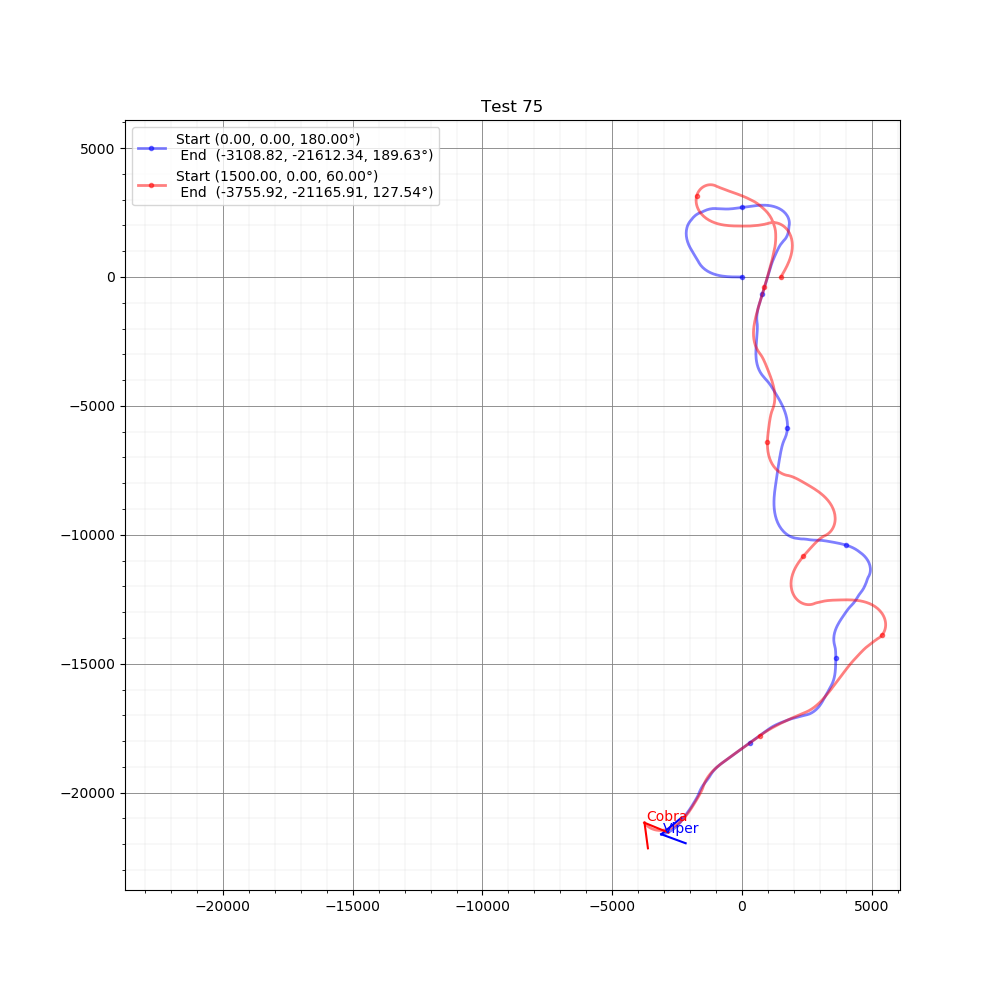 Test 75
Start (0.00, 0.00, 180.00°)
End  (-3108.82, -21612.34, 189.63°)
Start (1500.00, 0.00, 60.00°)
End  (-3755.92, -21165.91, 127.54°)
5000
0
−5000
−10000
−15000
−20000
Cobra
Viper
−20000
−15000
−10000
−5000
0
5000